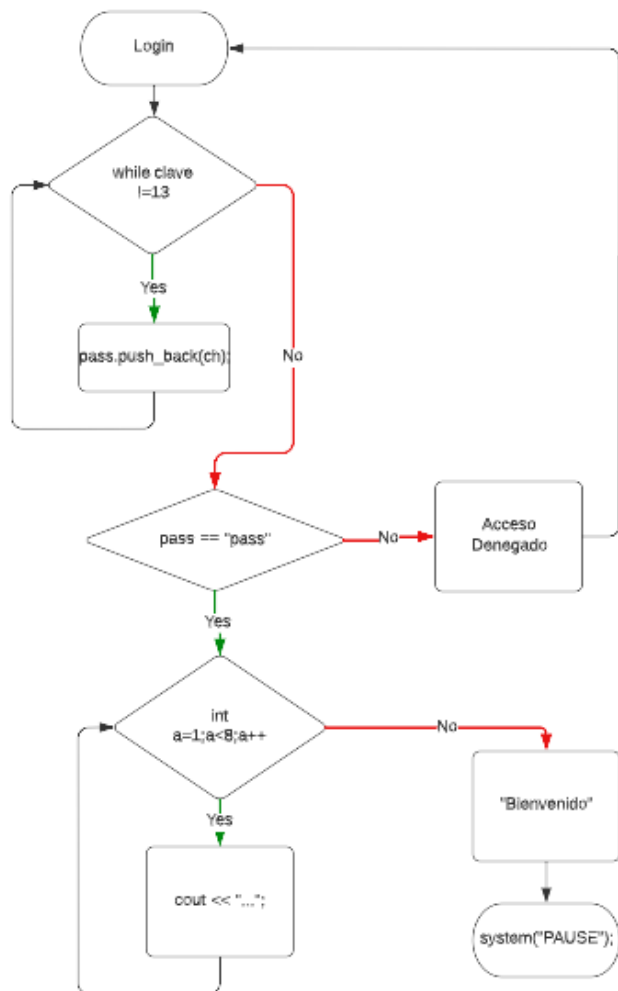 Login
while clave
!=13
Yes
pass.push_back(ch);
No
pass == "pass"
No
Acceso
Denegado
Yes
int
a=1;a<8;a++
No
Yes
"Bienvenido"
cout << "...";
system("PAUSE");